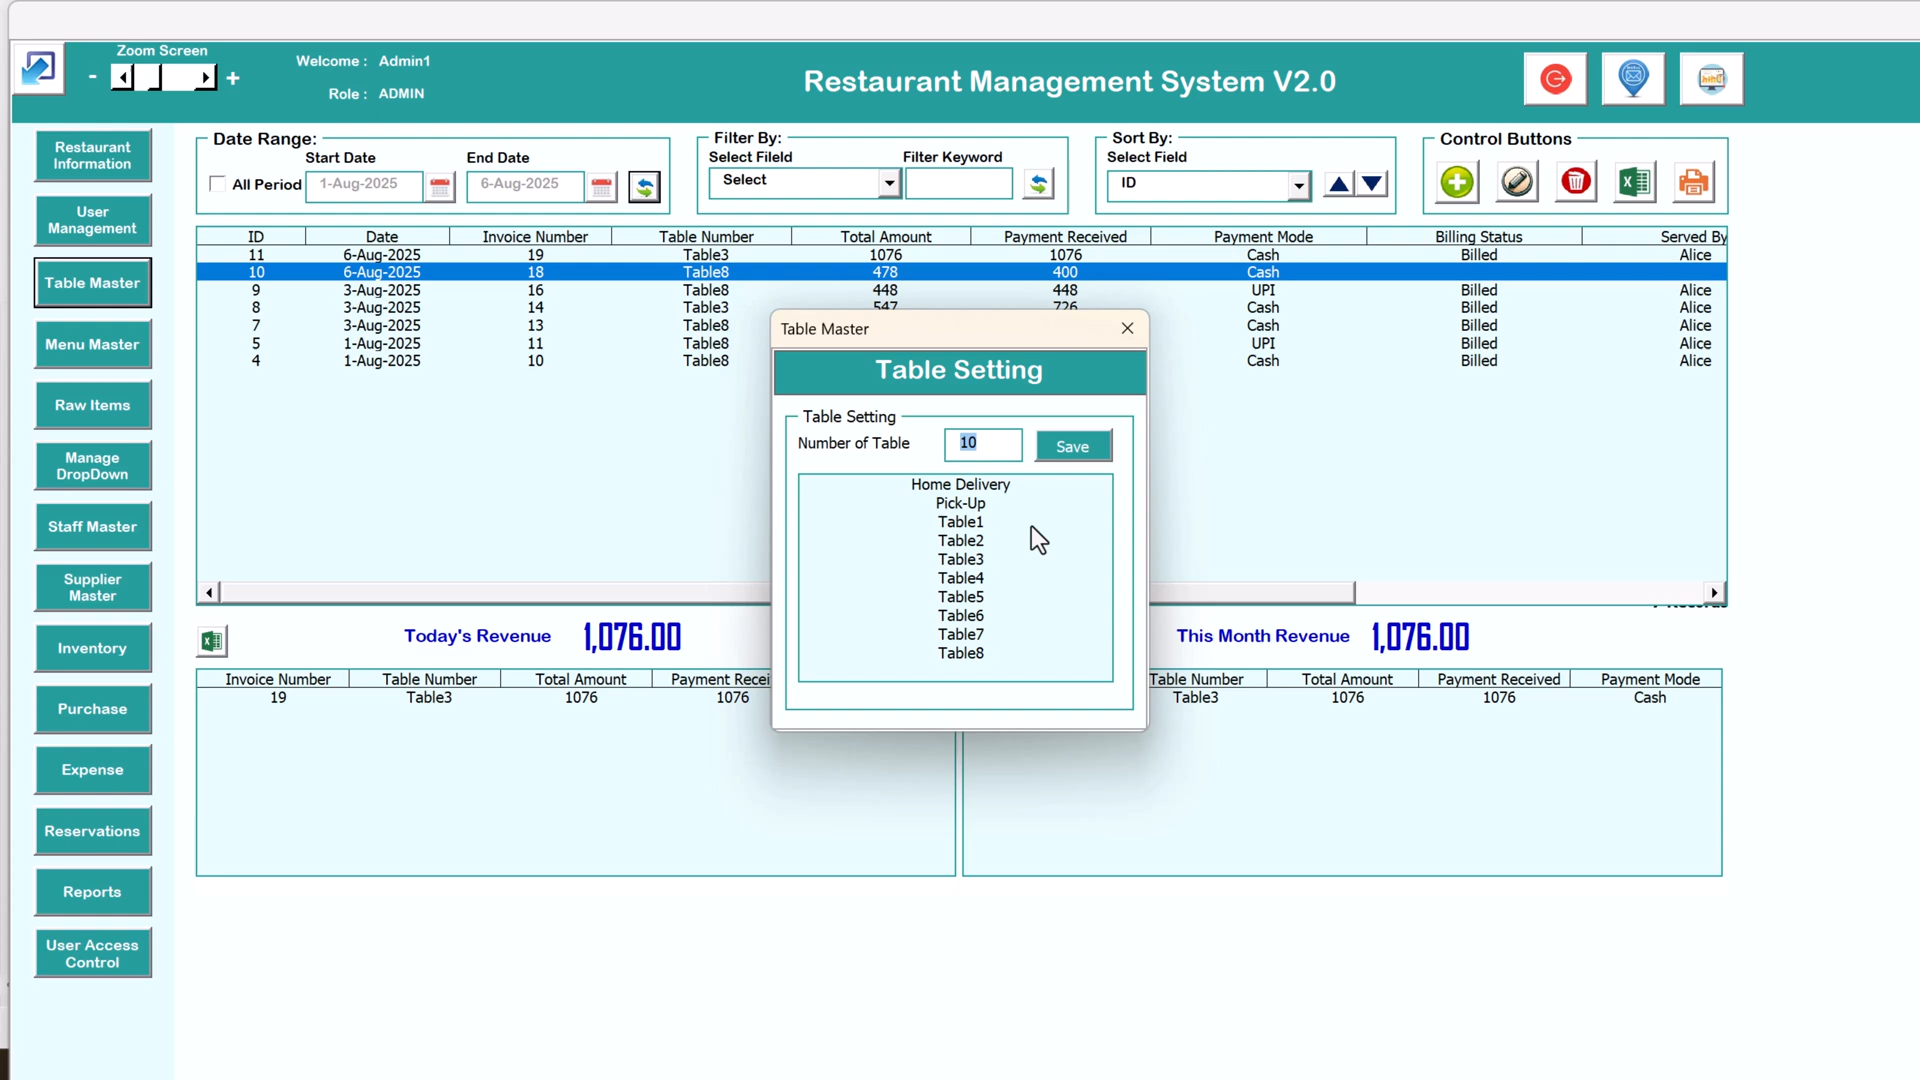 Zoom Screen
- +
Welcome : Admin1
Role : ADMIN
Restaurant Management System V2.0
Restaurant Information
User Management
Table Master
Menu Master
Raw Items
Manage DropDown
Staff Master
Supplier Master
Inventory
Purchase
Expense
Reservations
Reports
User Access Control
Date Range:
Start Date End Date
All Period 1-Aug-2025 6-Aug-2025
Filter By:
Select Fileld Filter Keyword
Select
Sort By:
Select Field
ID
Control Buttons
ID Date Invoice Number Table Number Total Amount Payment Received Payment Mode Billing Status Served By
11 6-Aug-2025 19 Table3 1076 1076 Cash Billed Alice
10 6-Aug-2025 18 Table8 478 400 Cash
9 3-Aug-2025 16 Table8 448 448 UPI Billed Alice
8 3-Aug-2025 14 Table3 547 726 Cash Billed Alice
7 3-Aug-2025 13 Table8 Cash Billed Alice
5 1-Aug-2025 11 Table8 UPI Billed Alice
4 1-Aug-2025 10 Table8 Cash Billed Alice
Table Master
Table Setting
Table Setting
Number of Table 10 Save
Home Delivery
Pick-Up
Table1
Table2
Table3
Table4
Table5
Table6
Table7
Table8
Today's Revenue 1,076.00
Invoice Number Table Number Total Amount Payment Recei
19 Table3 1076 1076
This Month Revenue 1,076.00
Table Number Total Amount Payment Received Payment Mode
Table3 1076 1076 Cash